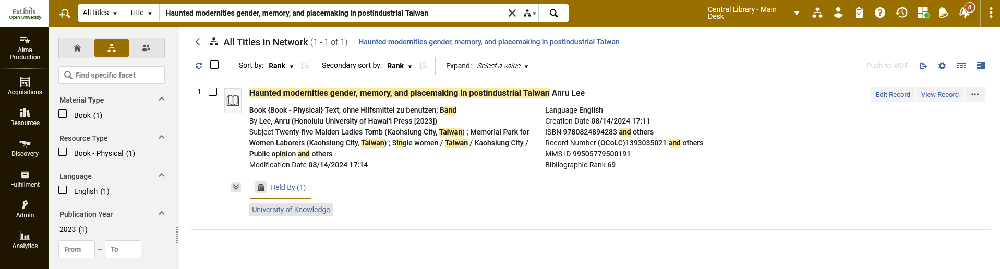 ExLibris
Open University
All titles
Title
Haunted modernities gender, memory, and placemaking in postindustrial Taiwan
Central Library - Main
Desk
4
Alma
Production
Acquisitions
Resources
Discovery
Fulfillment
Admin
Analytics
Find specific facet
Material Type
Book (1)
Resource Type
Book - Physical (1)
Language
English (1)
Publication Year
2023 (1)
From – To
All Titles in Network (1 - 1 of 1) Haunted modernities gender, memory, and placemaking in postindustrial Taiwan
Sort by: Rank Secondary sort by: Rank Expand: Select a value Push to MDE
1
Haunted modernities gender, memory, and placemaking in postindustrial Taiwan Anru Lee
Edit Record View Record
Book {Book - Physical} Text; ohne Hilfsmittel zu benutzen; Band
By Lee, Anru (Honolulu University of Hawaiʻi Press [2023])
Subject Twenty-five Maiden Ladies Tomb (Kaohsiung City, Taiwan) ; Memorial Park for
Women Laborers (Kaohsiung City, Taiwan) ; Single women / Taiwan / Kaohsiung City /
Public opinion and others
Modification Date 08/14/2024 17:14
Language English
Creation Date 08/14/2024 17:11
ISBN 9780824894283 and others
Record Number (OCoLC)1393035021 and others
MMS ID 99505779500191
Bibliographic Rank 69
Held By (1)
University of Knowledge